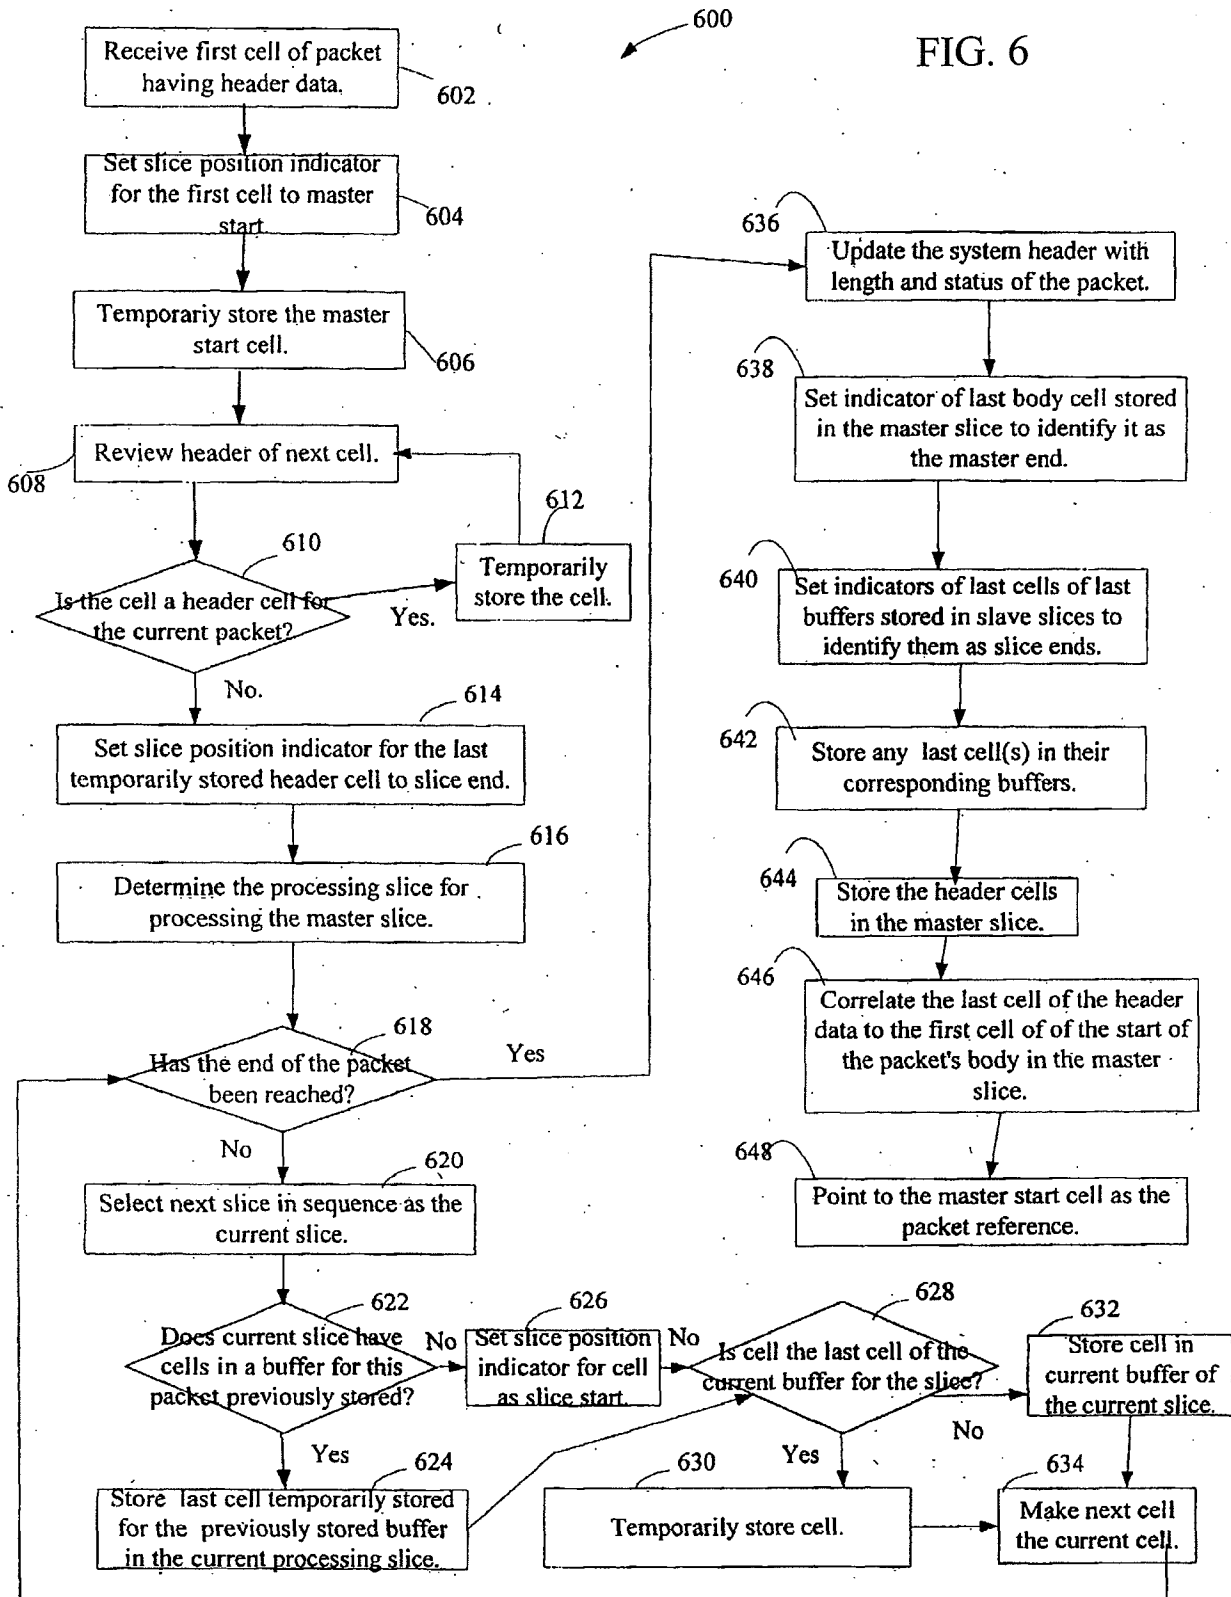 600
FIG. 6
Receive first cell of packet
having header data.
602
Set slice position indicator
for the first cell to master
start.
604
Temporariy store the master
start cell.
606
Review header of next cell.
608
610
Is the cell a header cell for
the current packet?
Yes.
612
Temporarily
store the cell.
No.
614
Set slice position indicator for the last
temporarily stored header cell to slice end.
616
Determine the processing slice for
processing the master slice.
618
Has the end of the packet
been reached?
Yes
No
620
Select next slice in sequence as the
current slice.
622
Does current slice have
cells in a buffer for this
packet previously stored?
No
Yes
624
Store last cell temporarily stored
for the previously stored buffer
in the current processing slice.
626
Set slice position
indicator for cell
as slice start.
No
628
Is cell the last cell of the
current buffer for the slice?
Yes
No
630
Temporarily store cell.
632
Store cell in
current buffer of
the current slice.
634
Make next cell
the current cell.
636
Update the system header with
length and status of the packet.
638
Set indicator of last body cell stored
in the master slice to identify it as
the master end.
640
Set indicators of last cells of last
buffers stored in slave slices to
identify them as slice ends.
642
Store any last cell(s) in their
corresponding buffers.
644
Store the header cells
in the master slice.
646
Correlate the last cell of the header
data to the first cell of of the start of
the packet's body in the master
slice.
648
Point to the master start cell as the
packet reference.